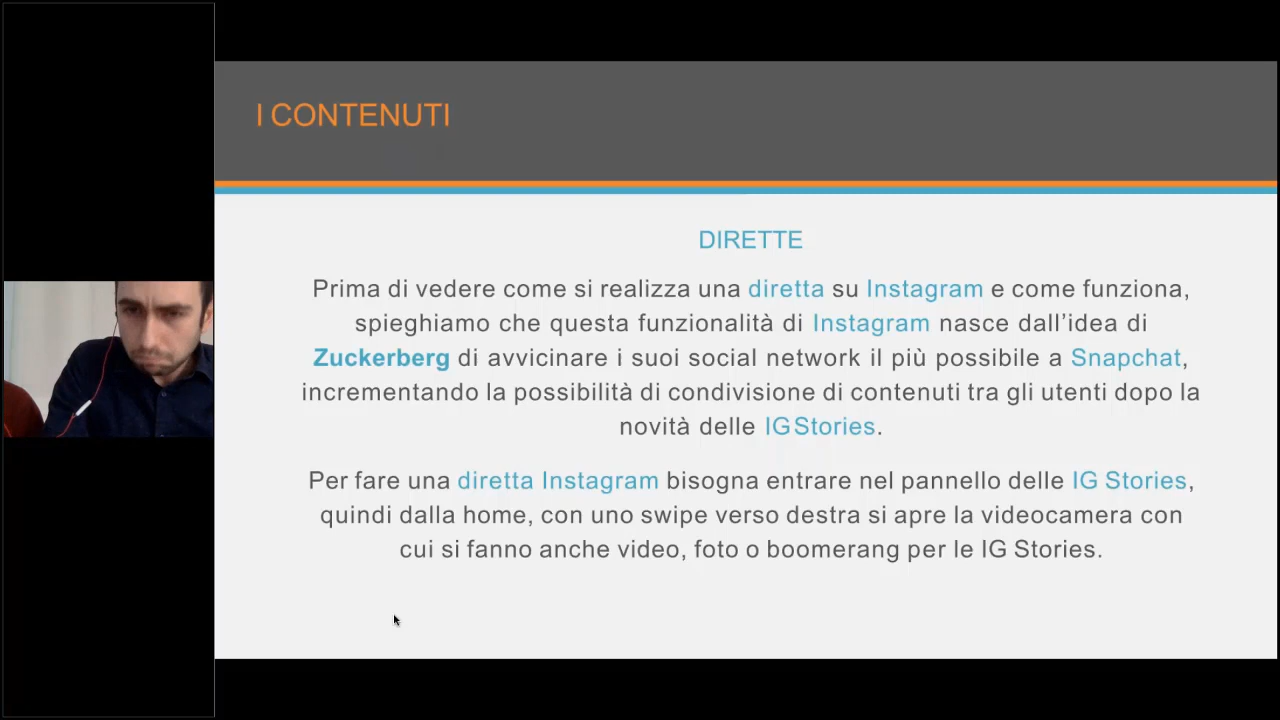 I CONTENUTI
DIRETTE
Prima di vedere come si realizza una diretta su Instagram e come funziona,
spieghiamo che questa funzionalità di Instagram nasce dall’idea di
Zuckerberg di avvicinare i suoi social network il più possibile a Snapchat,
incrementando la possibilità di condivisione di contenuti tra gli utenti dopo la
novità delle IG Stories.
Per fare una diretta Instagram bisogna entrare nel pannello delle IG Stories,
quindi dalla home, con uno swipe verso destra si apre la videocamera con
cui si fanno anche video, foto o boomerang per le IG Stories.